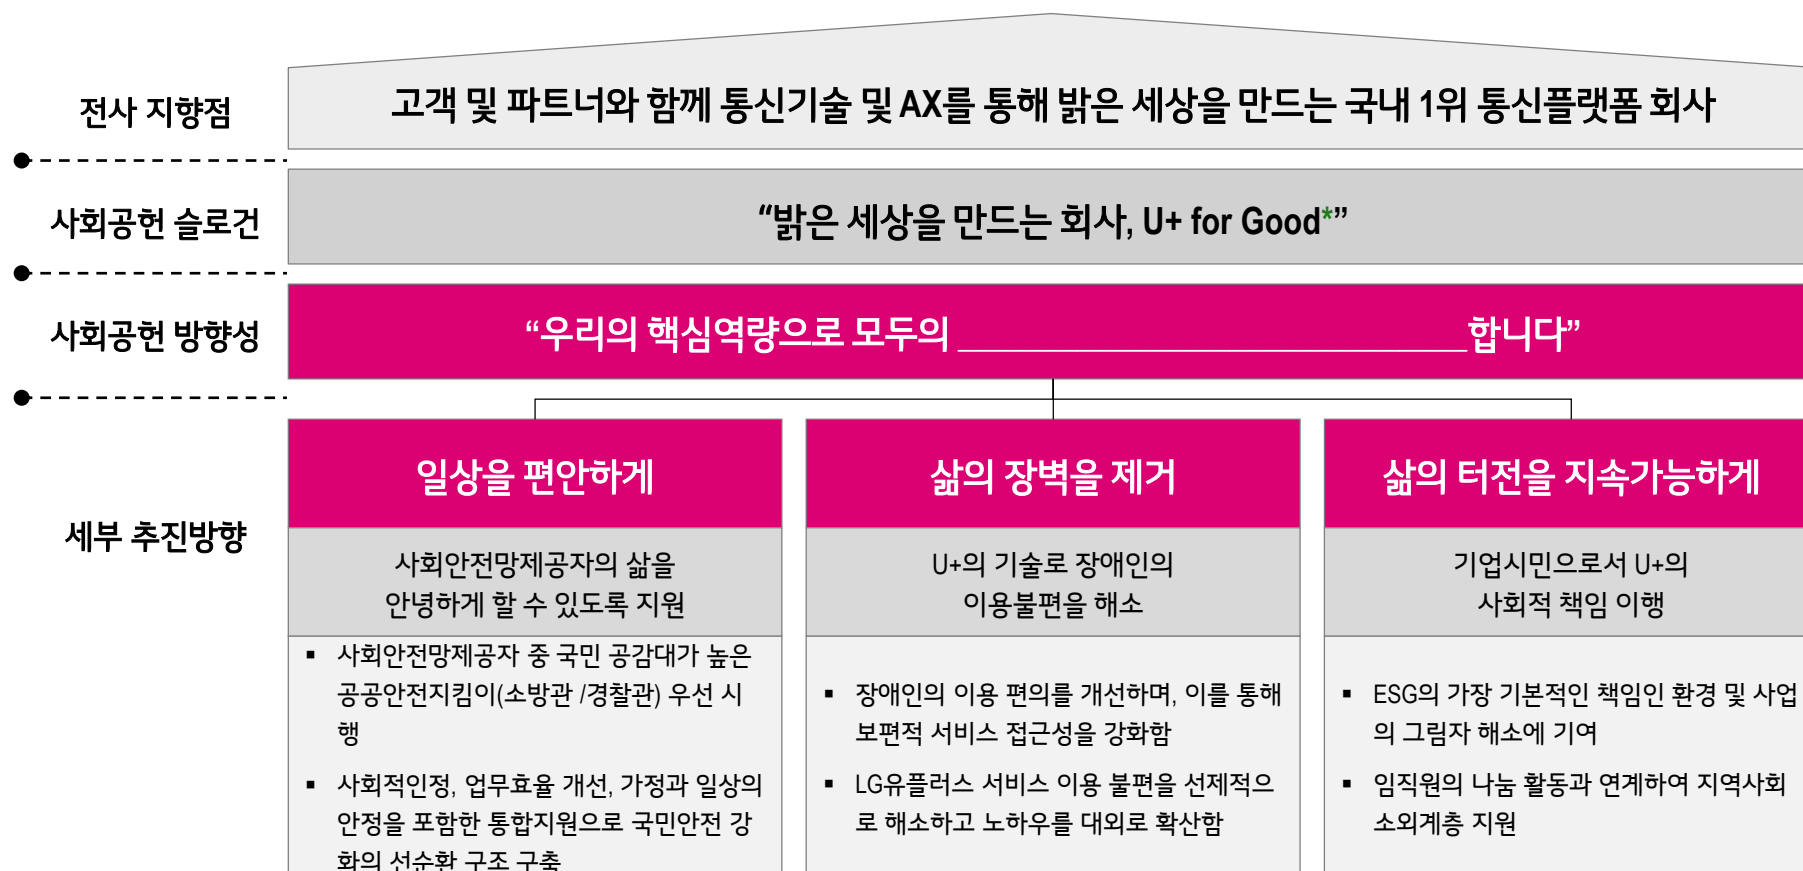 전사 지향점
고객 및 파트너와 함께 통신기술 및 AX를 통해 밝은 세상을 만드는 국내 1위 통신플랫폼 회사
사회공헌 슬로건
“밝은 세상을 만드는 회사, U+ for Good*”
사회공헌 방향성
“우리의 핵심역량으로 모두의 ____________________________ 합니다”
세부 추진방향
일상을 편안하게
사회안전망제공자의 삶을
안녕하게 할 수 있도록 지원
▪ 사회안전망제공자 중 국민 공감대가 높은
공공안전지킴이(소방관 /경찰관) 우선 시
행
▪ 사회적인정, 업무효율 개선, 가정과 일상의
안정을 포함한 통합지원으로 국민안전 강
화의 선순환 구조 구축
삶의 장벽을 제거
U+의 기술로 장애인의
이용불편을 해소
▪ 장애인의 이용 편의를 개선하며, 이를 통해
보편적 서비스 접근성을 강화함
▪ LG유플러스 서비스 이용 불편을 선제적으
로 해소하고 노하우를 대외로 확산함
삶의 터전을 지속가능하게
기업시민으로서 U+의
사회적 책임 이행
▪ ESG의 가장 기본적인 책임인 환경 및 사업
의 그림자 해소에 기여
▪ 임직원의 나눔 활동과 연계하여 지역사회
소외계층 지원